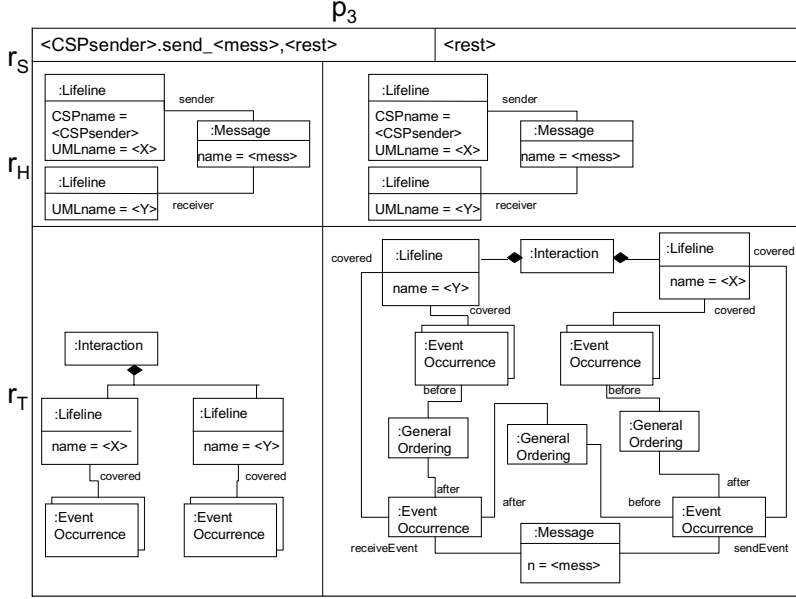 p3
rS
<CSPsender>.send_<mess>,<rest>
<rest>
rH
:Lifeline
CSPname =
<CSPsender>
UMLname = <X>
sender
:Message
name = <mess>
:Lifeline
UMLname = <Y>
receiver
:Lifeline
CSPname =
<CSPsender>
UMLname = <X>
sender
:Message
name = <mess>
:Lifeline
UMLname = <Y>
receiver
rT
:Interaction
:Lifeline
name = <X>
:Lifeline
name = <Y>
covered
covered
:Event
Occurrence
:Event
Occurrence
covered
:Lifeline
name = <Y>
:Interaction
:Lifeline
name = <X>
covered
covered
covered
:Event
Occurrence
:Event
Occurrence
before
before
:General
Ordering
:General
Ordering
:General
Ordering
after
after
before
after
:Event
Occurrence
:Event
Occurrence
receiveEvent
:Message
n = <mess>
sendEvent